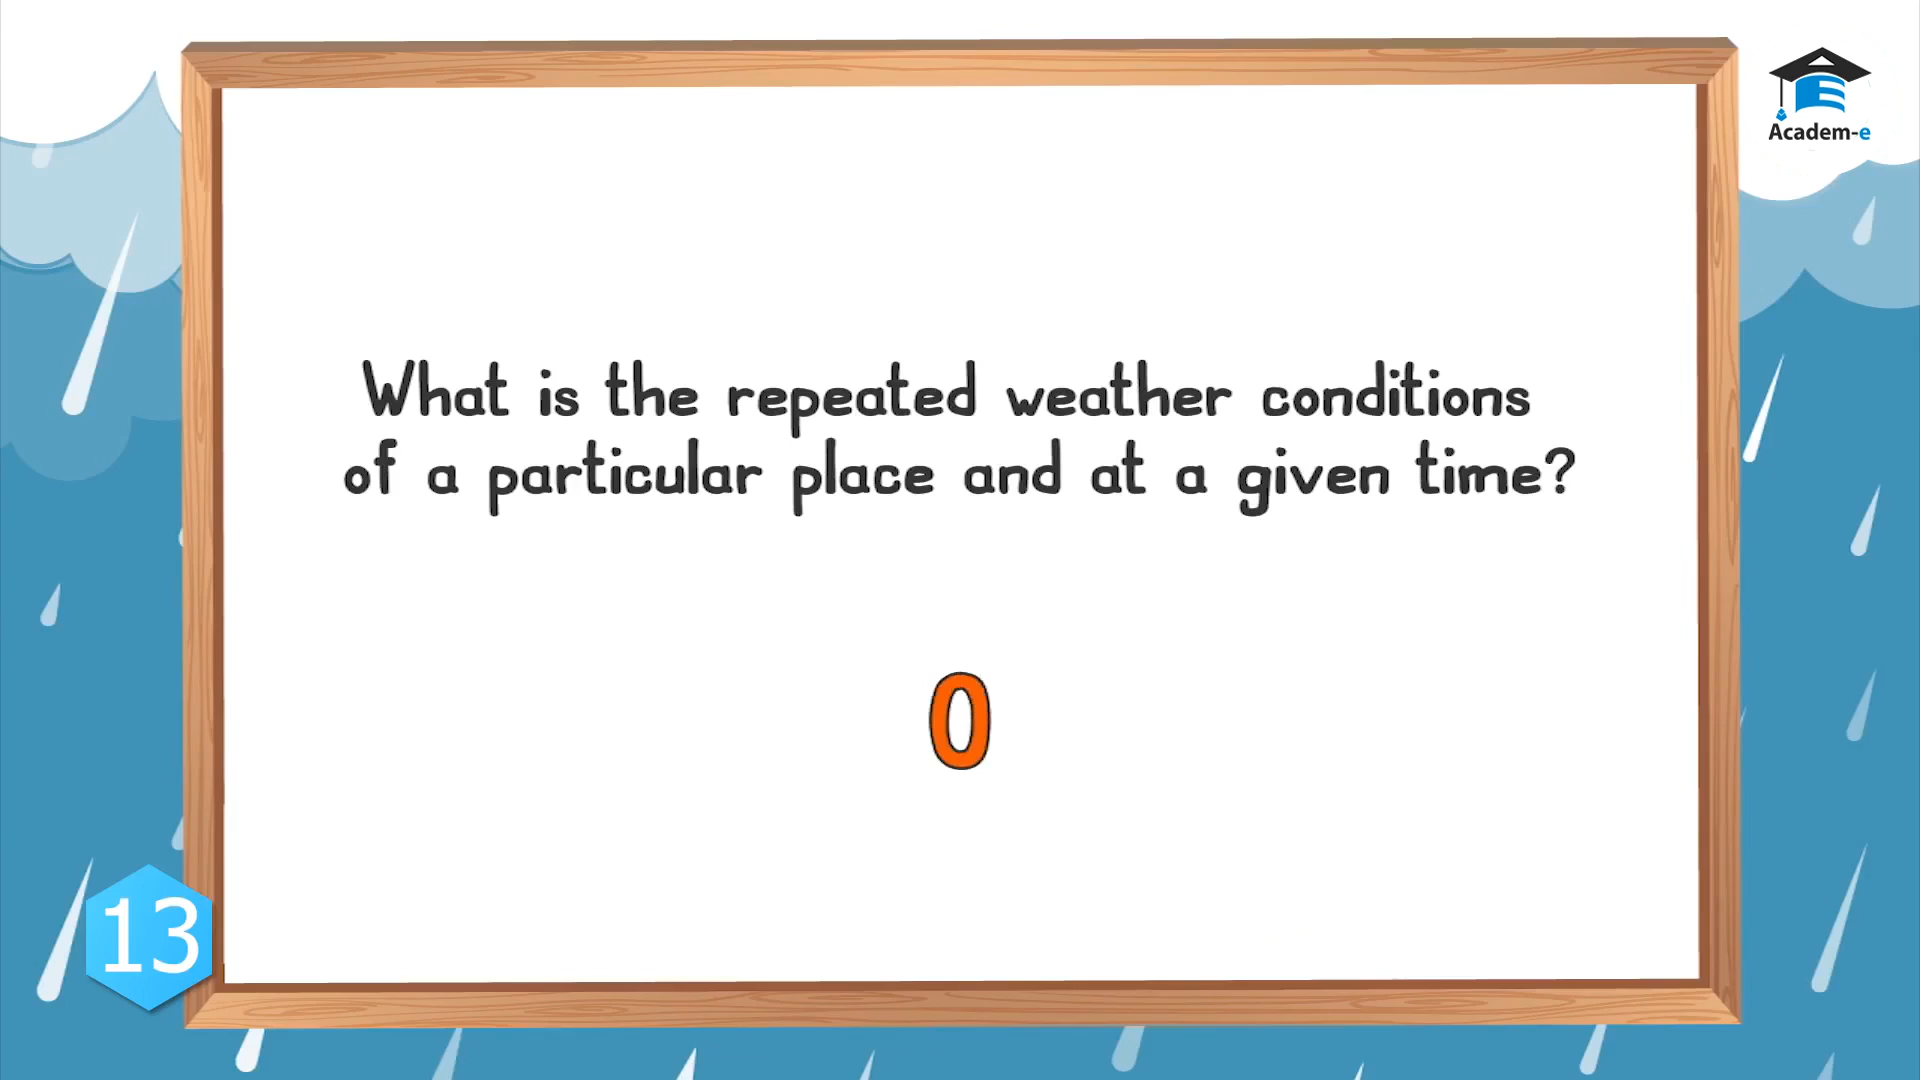 Academ-e
What is the repeated weather conditions
of a particular place and at a given time?
0
13